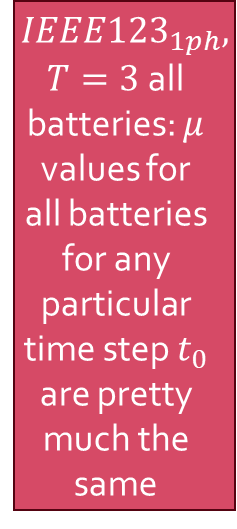 IEEE123₁ₚₕ,
T = 3 all
batteries: μ
values for
all batteries
for any
particular
time step t₀
are pretty
much the
same